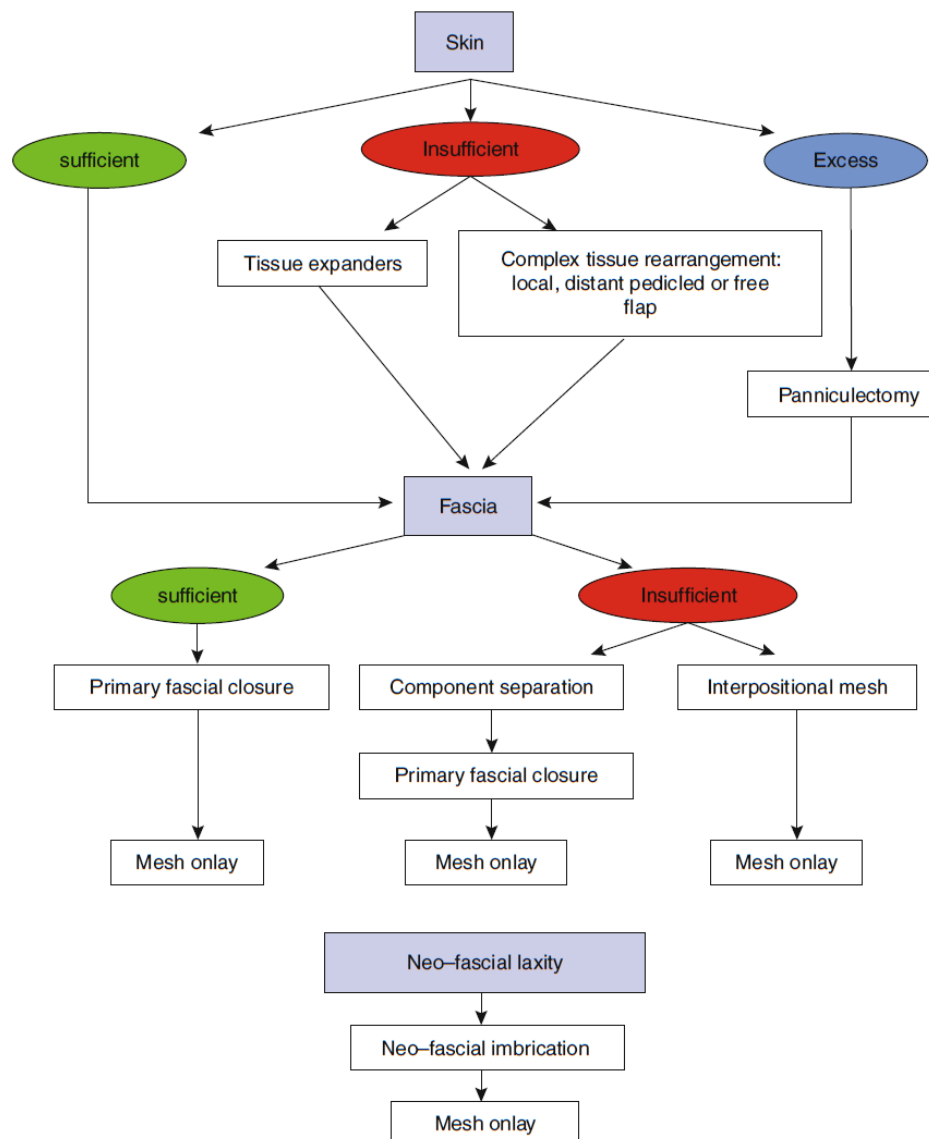 Skin
sufficient
Insufficient
Excess
Tissue expanders
Complex tissue rearrangement:
local, distant pedicled or free
flap
Panniculectomy
Fascia
sufficient
Insufficient
Primary fascial closure
Component separation
Interpositional mesh
Primary fascial closure
Mesh onlay
Mesh onlay
Mesh onlay
Neo–fascial laxity
Neo–fascial imbrication
Mesh onlay